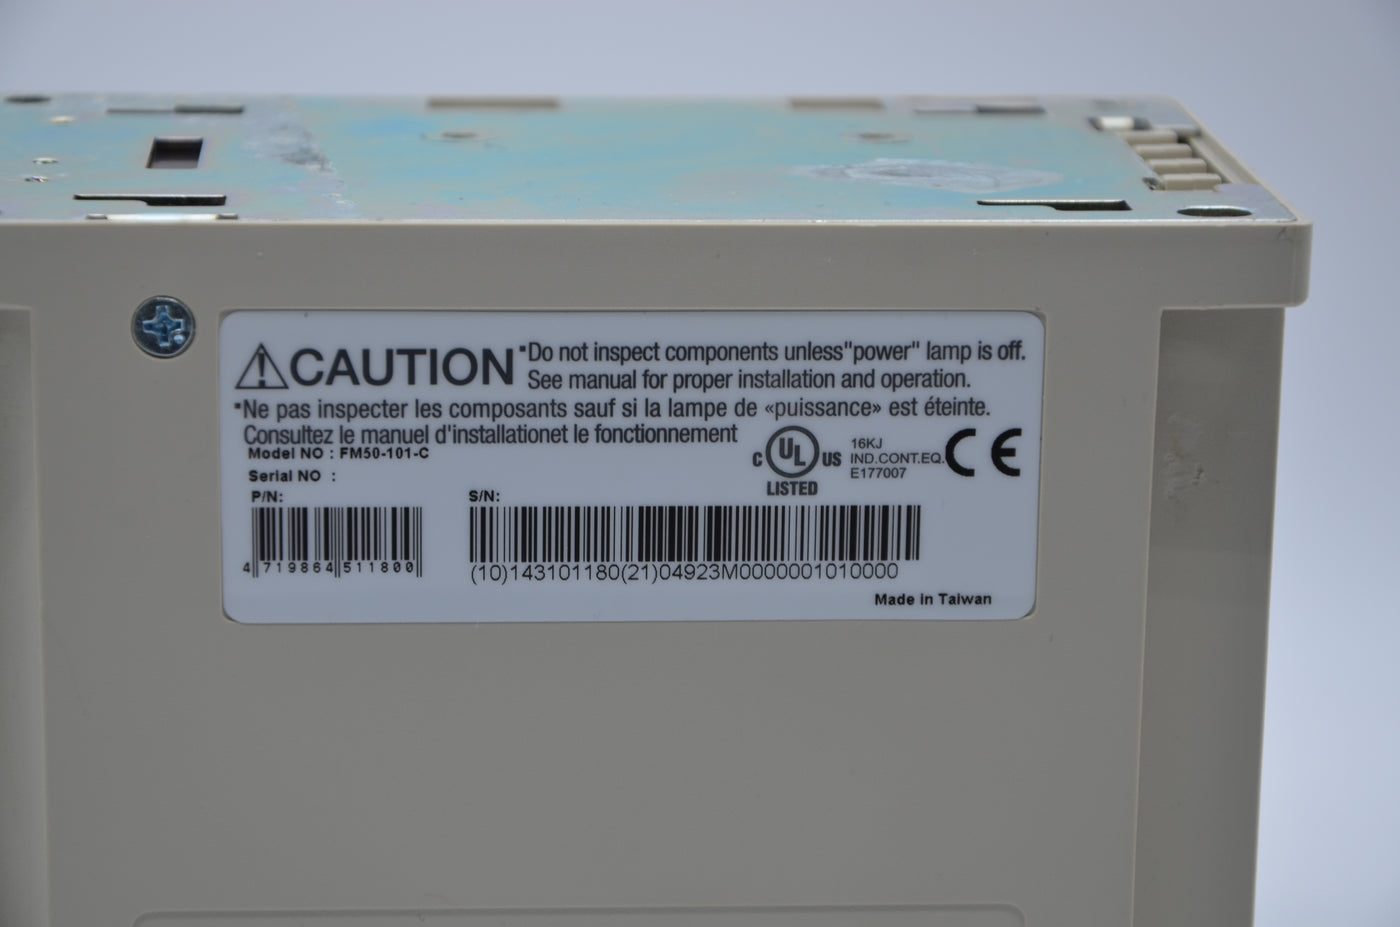 CAUTION
▪Do not inspect components unless"power" lamp is off.
See manual for proper installation and operation.
▪Ne pas inspecter les composants sauf si la lampe de «puissance» est éteinte.
Consultez le manuel d'installationet le fonctionnement
Model NO : FM50-101-C
Serial NO :
C UL US
LISTED
16KJ
IND.CONT.EQ.
E177007
CE
P/N:
4 719864 511800
S/N:
(10)143101180(21)04923M0000001010000
Made in Taiwan